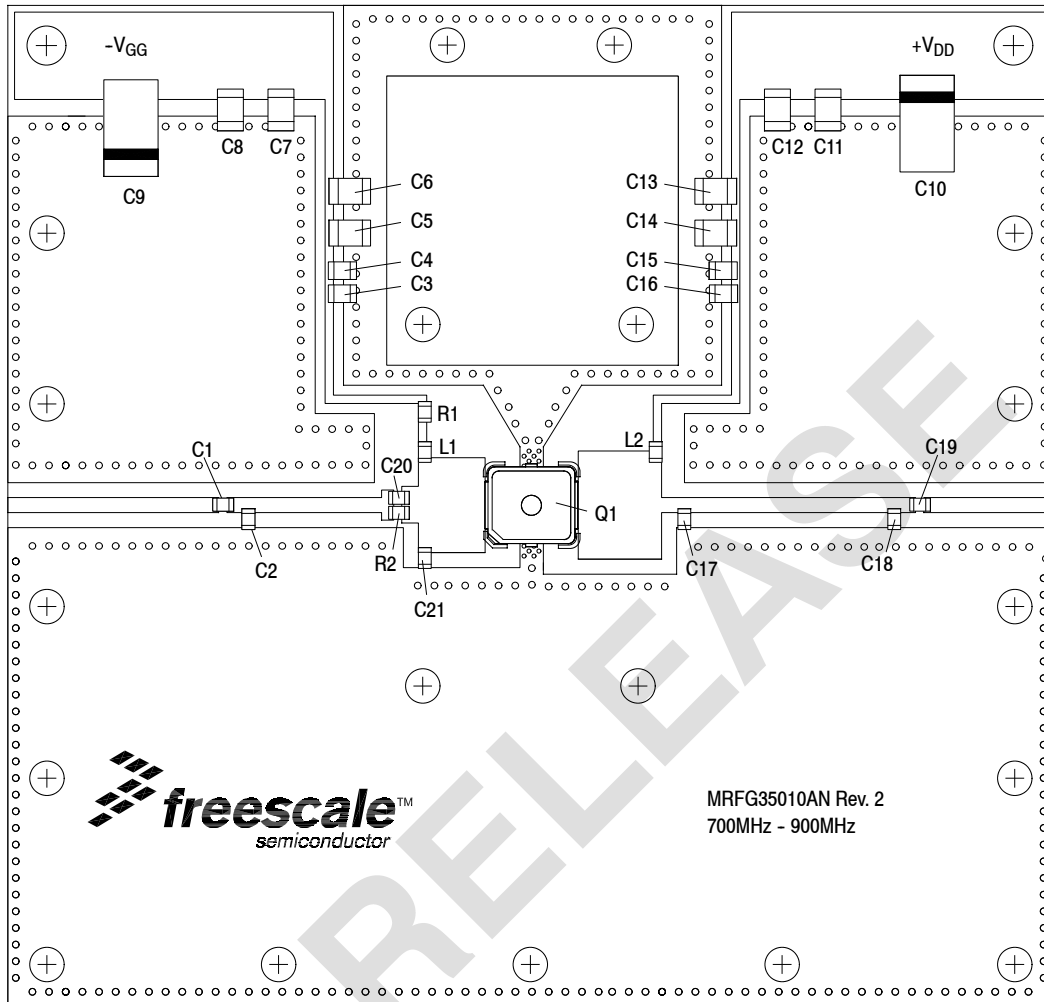 -VGG
+VDD
C8
C7
C12
C11
C9
C10
C6
C13
C5
C14
C4
C15
C3
C16
R1
L1
L2
C1
C20
C19
Q1
C2
R2
C17
C18
C21
RELEASE
MRFG35010AN Rev. 2
700MHz - 900MHz
freescale™
semiconductor